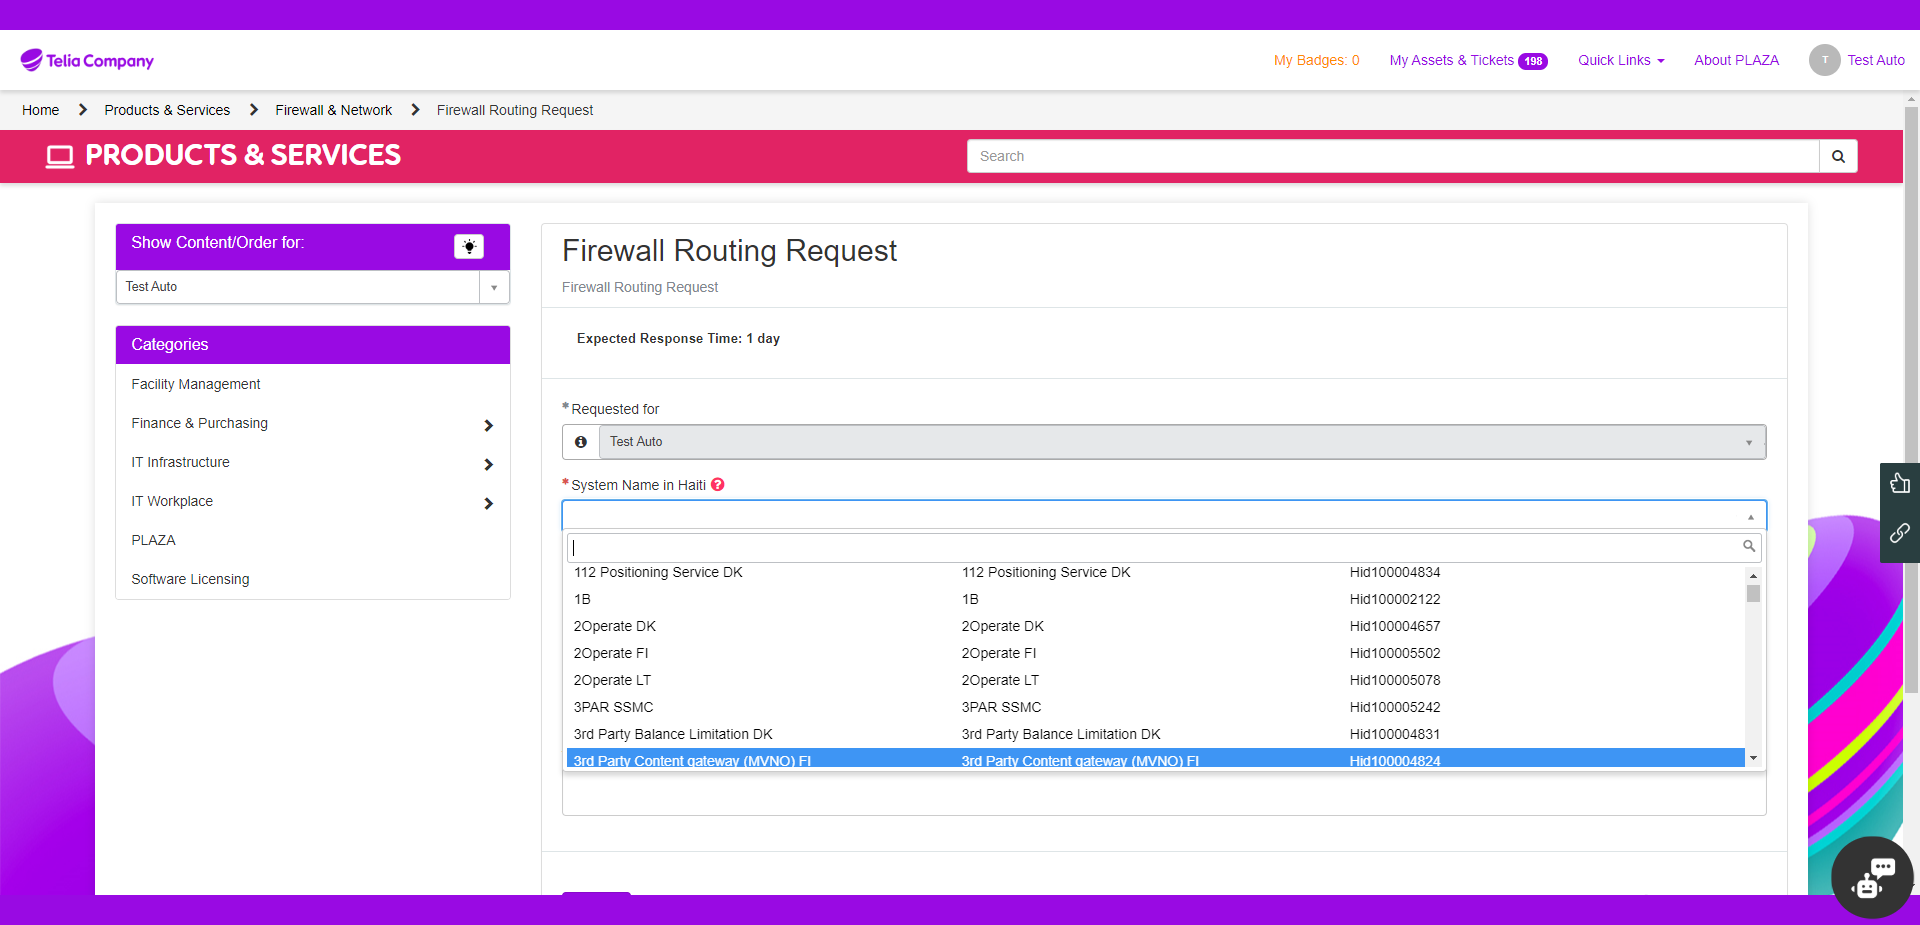 Telia Company
My Badges: 0
My Assets & Tickets 198
Quick Links
About PLAZA
T
Test Auto
Home
Products & Services
Firewall & Network
Firewall Routing Request
PRODUCTS & SERVICES
Search
Show Content/Order for:
Test Auto
Categories
Facility Management
Finance & Purchasing
IT Infrastructure
IT Workplace
PLAZA
Software Licensing
Firewall Routing Request
Firewall Routing Request
Expected Response Time: 1 day
*Requested for
Test Auto
*System Name in Haiti
112 Positioning Service DK 112 Positioning Service DK Hid100004834
1B 1B Hid100002122
2Operate DK 2Operate DK Hid100004657
2Operate FI 2Operate FI Hid100005502
2Operate LT 2Operate LT Hid100005078
3PAR SSMC 3PAR SSMC Hid100005242
3rd Party Balance Limitation DK 3rd Party Balance Limitation DK Hid100004831
3rd Party Content gateway (MVNO) FI 3rd Party Content gateway (MVNO) FI Hid100004824